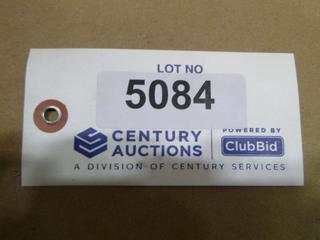 LOT NO
5084
CENTURY
AUCTIONS
POWERED BY
ClubBid
A DIVISION OF CENTURY SERVICES